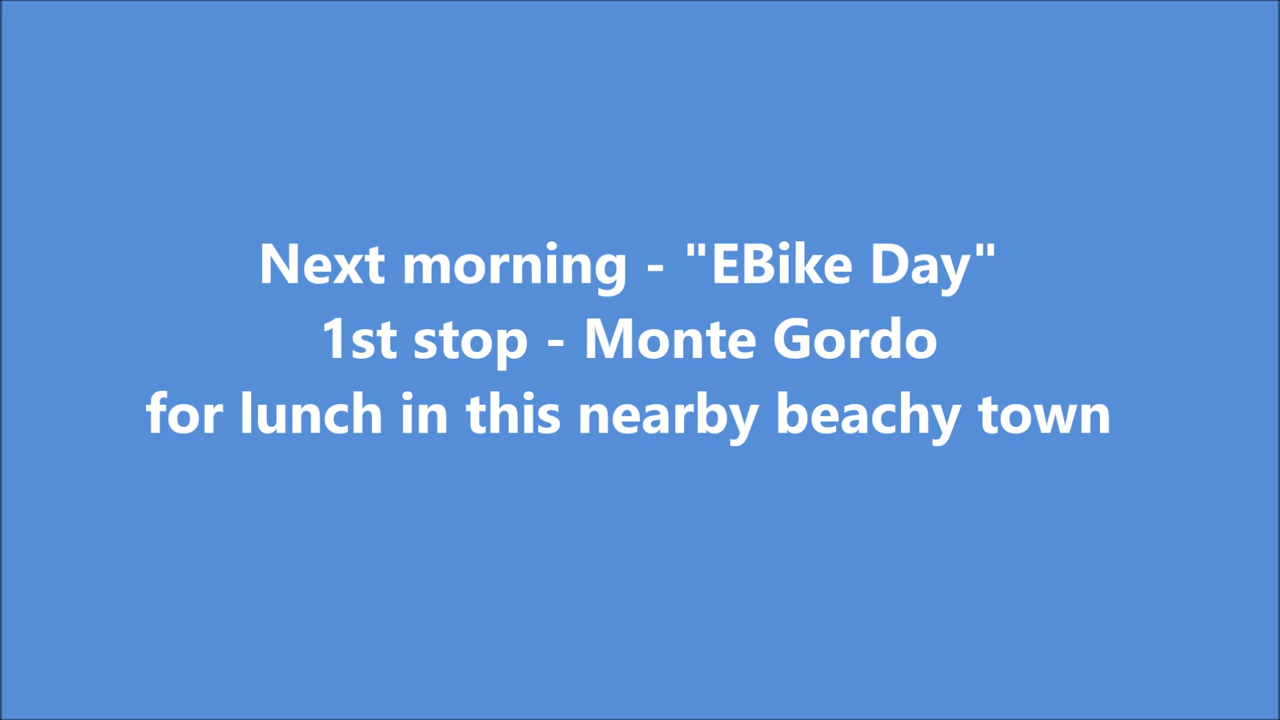 Next morning - "EBike Day"
1st stop - Monte Gordo
for lunch in this nearby beachy town